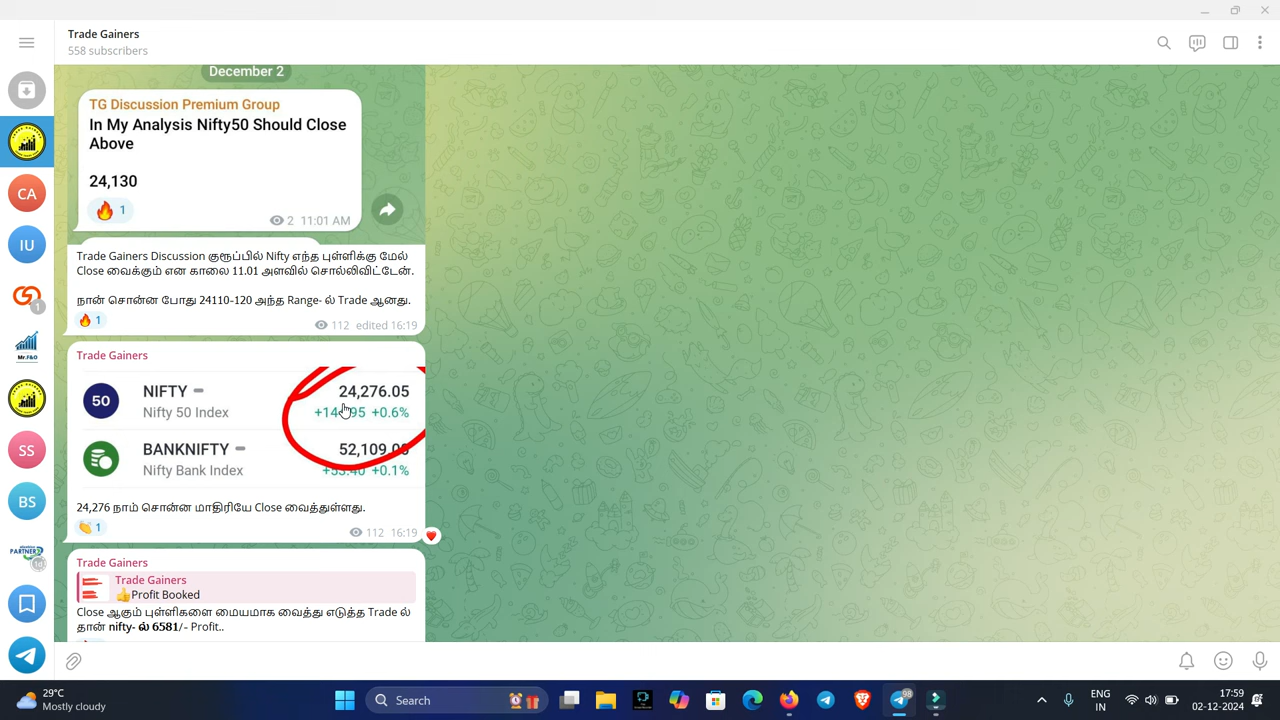 Trade Gainers
558 subscribers
December 2
TG Discussion Premium Group
In My Analysis Nifty50 Should Close
Above
24,130
🔥 1
2 11:01 AM
Trade Gainers Discussion குரூப்பில் Nifty எந்த புள்ளிக்கு மேல்
Close வைக்கும் என காலை 11.01 அளவில் சொல்லிவிட்டேன்.
நான் சொன்ன போது 24110-120 அந்த Range- ல் Trade ஆனது.
🔥 1
112 edited 16:19
Trade Gainers
50
NIFTY
24,276.05
Nifty 50 Index
+0.6%
BANKNIFTY
Nifty Bank Index
+0.1%
24,276 நாம் சொன்ன மாதிரியே Close வைத்துள்ளது.
👏 1
112 16:19
Trade Gainers
Trade Gainers
👍Profit Booked
Close ஆகும் புள்ளிகளை மையமாக வைத்து எடுத்த Trade ல்
தான் nifty- ல் 6581/- Profit..
CA
IU
1
Mr.F&O
SS
BS
PARTNER
1d
29°C
Mostly cloudy
Search
98
ENG
IN
17:59
02-12-2024